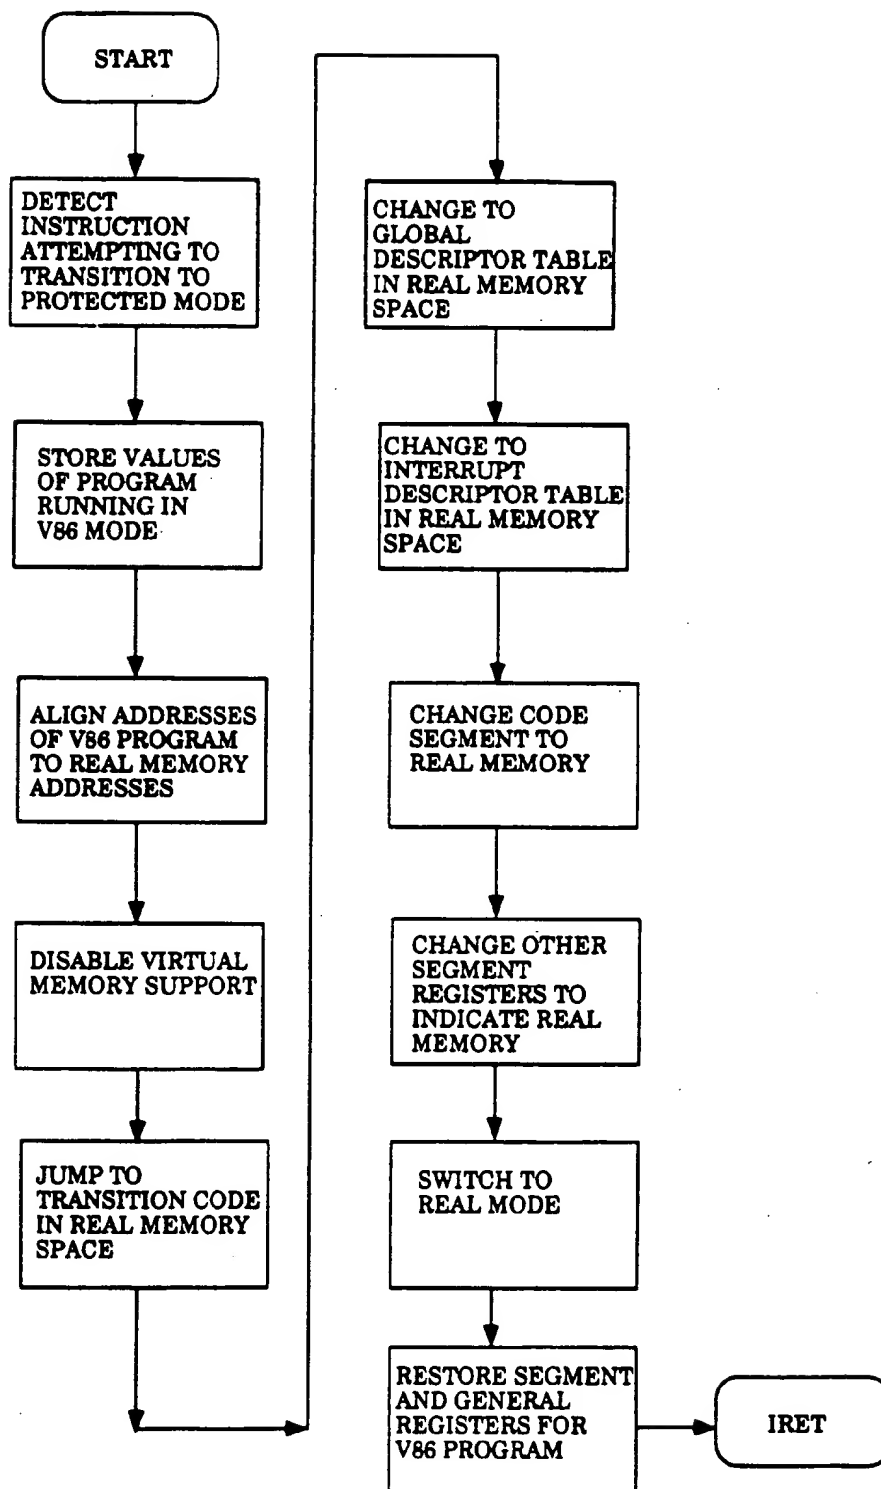 START
DETECT
INSTRUCTION
ATTEMPTING TO
TRANSITION TO
PROTECTED MODE
STORE VALUES
OF PROGRAM
RUNNING IN
V86 MODE
ALIGN ADDRESSES
OF V86 PROGRAM
TO REAL MEMORY
ADDRESSES
DISABLE VIRTUAL
MEMORY SUPPORT
JUMP TO
TRANSITION CODE
IN REAL MEMORY
SPACE
CHANGE TO
GLOBAL
DESCRIPTOR TABLE
IN REAL MEMORY
SPACE
CHANGE TO
INTERRUPT
DESCRIPTOR TABLE
IN REAL MEMORY
SPACE
CHANGE CODE
SEGMENT TO
REAL MEMORY
CHANGE OTHER
SEGMENT
REGISTERS TO
INDICATE REAL
MEMORY
SWITCH TO
REAL MODE
RESTORE SEGMENT
AND GENERAL
REGISTERS FOR
V86 PROGRAM
IRET